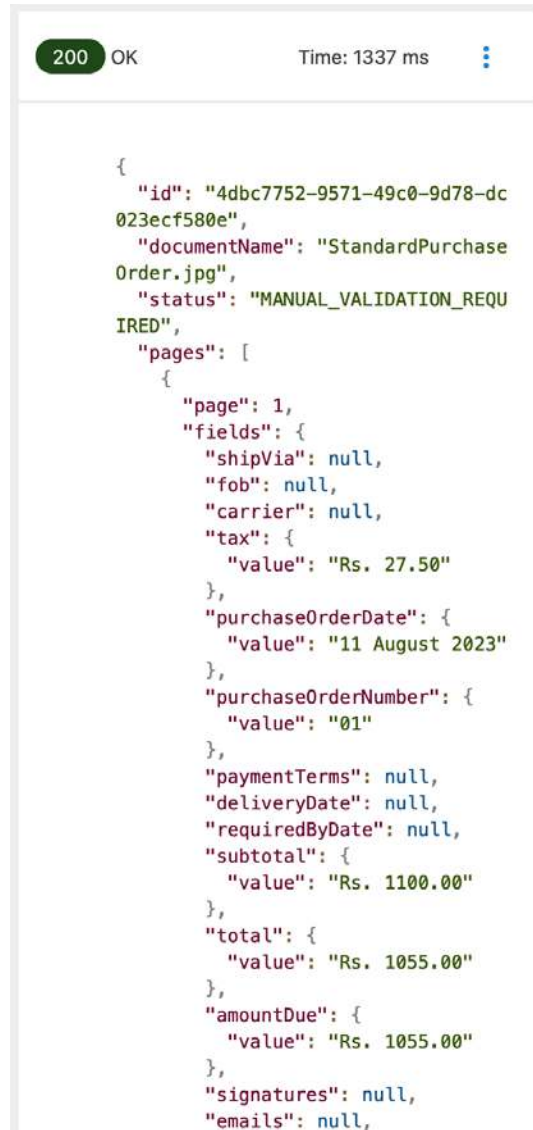 200 OK Time: 1337 ms
{
"id": "4dbc7752-9571-49c0-9d78-dc
023ecf580e",
"documentName": "StandardPurchase
Order.jpg",
"status": "MANUAL_VALIDATION_REQU
IRED",
"pages": [
{
"page": 1,
"fields": {
"shipVia": null,
"fob": null,
"carrier": null,
"tax": {
"value": "Rs. 27.50"
},
"purchaseOrderDate": {
"value": "11 August 2023"
},
"purchaseOrderNumber": {
"value": "01"
},
"paymentTerms": null,
"deliveryDate": null,
"requiredByDate": null,
"subtotal": {
"value": "Rs. 1100.00"
},
"total": {
"value": "Rs. 1055.00"
},
"amountDue": {
"value": "Rs. 1055.00"
},
"signatures": null,
"emails": null,